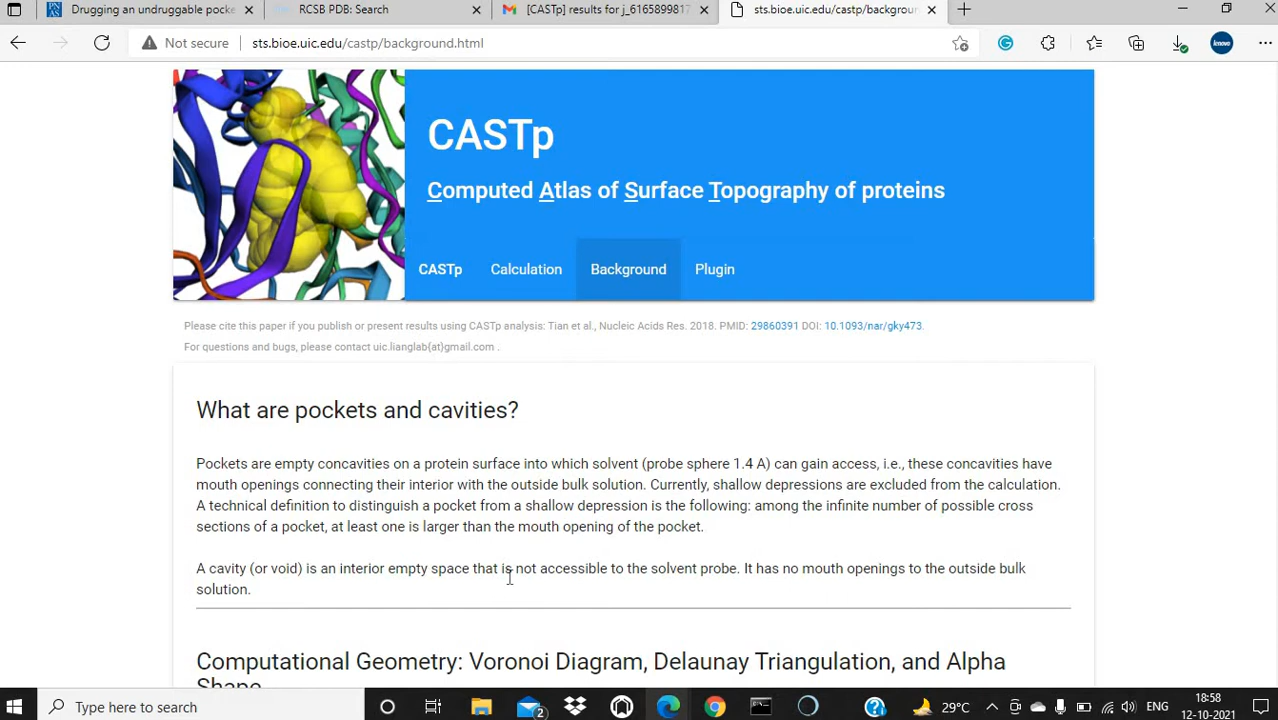 Drugging an undruggable pocke
RCSB PDB: Search
[CASTp] results for j_6165899817
sts.bioe.uic.edu/castp/backgroun
Not secure
sts.bioe.uic.edu/castp/background.html
CASTp
Computed Atlas of Surface Topography of proteins
CASTp Calculation Background Plugin
Please cite this paper if you publish or present results using CASTp analysis: Tian et al., Nucleic Acids Res. 2018. PMID: 29860391 DOI: 10.1093/nar/gky473.
For questions and bugs, please contact uic.lianglab{at}gmail.com .
What are pockets and cavities?
Pockets are empty concavities on a protein surface into which solvent (probe sphere 1.4 A) can gain access, i.e., these concavities have
mouth openings connecting their interior with the outside bulk solution. Currently, shallow depressions are excluded from the calculation.
A technical definition to distinguish a pocket from a shallow depression is the following: among the infinite number of possible cross
sections of a pocket, at least one is larger than the mouth opening of the pocket.
A cavity (or void) is an interior empty space that is not accessible to the solvent probe. It has no mouth openings to the outside bulk
solution.
Computational Geometry: Voronoi Diagram, Delaunay Triangulation, and Alpha
Shape
Type here to search
2
29°C
ENG
18:58
12-10-2021